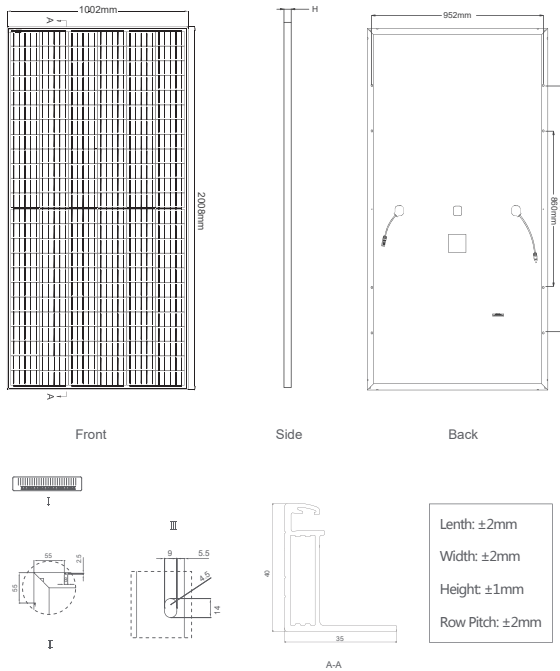 1002mm
H
952mm
A
2008mm
860mm
A
Front
Side
Back
I
III
55
2.5
9
5.5
55
4.5
14
40
35
I
A-A
Lenth: ±2mm
Width: ±2mm
Height: ±1mm
Row Pitch: ±2mm